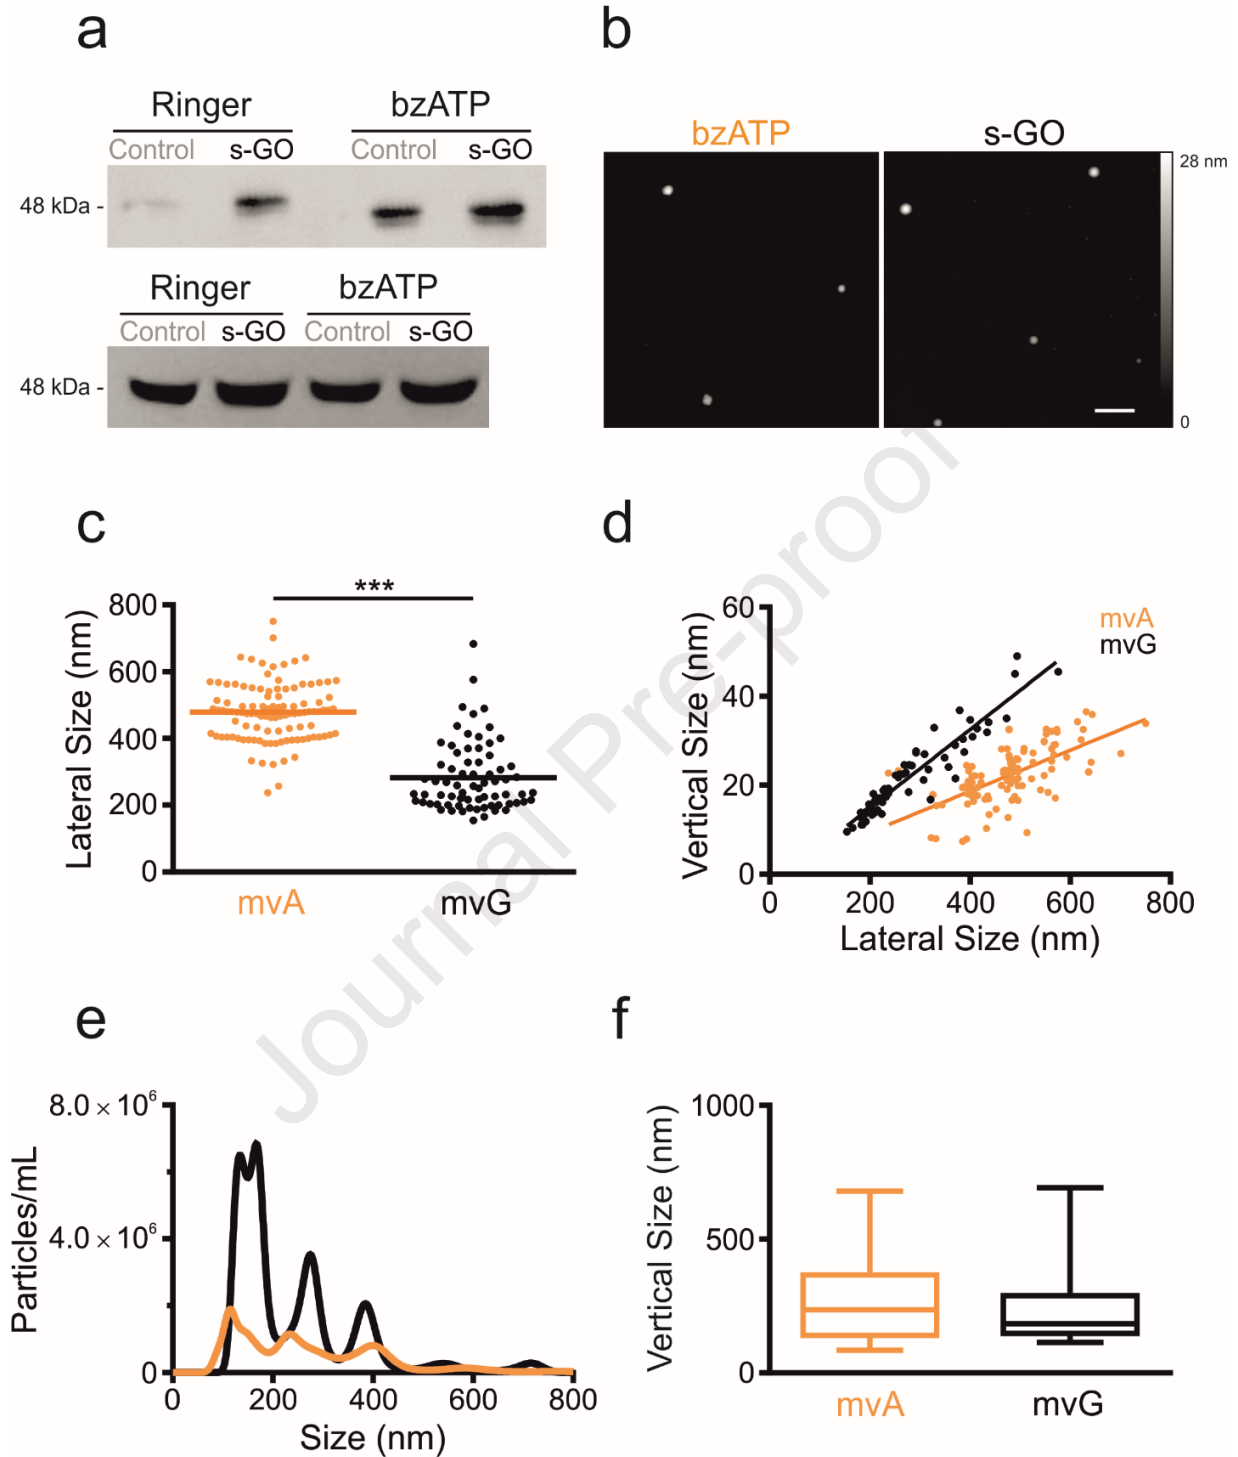 a
Ringer bzATP
Control s-GO Control s-GO
48 kDa -
Ringer bzATP
Control s-GO Control s-GO
48 kDa -
b
bzATP s-GO
28 nm
0
c
***
Lateral Size (nm)
800
600
400
200
0
mvA mvG
d
Vertical Size (nm)
60
40
20
0
mvA
mvG
0 200 400 600 800
Lateral Size (nm)
e
Particles/mL
8.0 × 10⁶
4.0 × 10⁶
0
0 200 400 600 800
Size (nm)
f
Vertical Size (nm)
1000
500
0
mvA mvG
Journal Pre-proof